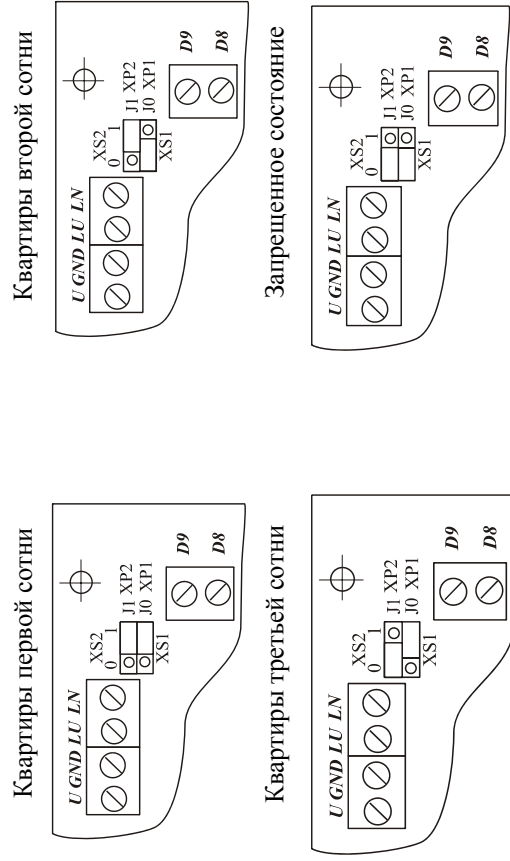 Квартиры первой сотни
U GND LU LN
XS2
0 1
J1 XP2
J0 XP1
XS1
D9
D8
Квартиры второй сотни
U GND LU LN
XS2
0 1
J1 XP2
J0 XP1
XS1
D9
D8
Квартиры третьей сотни
U GND LU LN
XS2
0 1
J1 XP2
J0 XP1
XS1
D9
D8
Запрещенное состояние
U GND LU LN
XS2
0 1
J1 XP2
J0 XP1
XS1
D9
D8